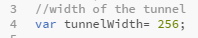 3 //width of the tunnel
4 var tunnelWidth= 256;